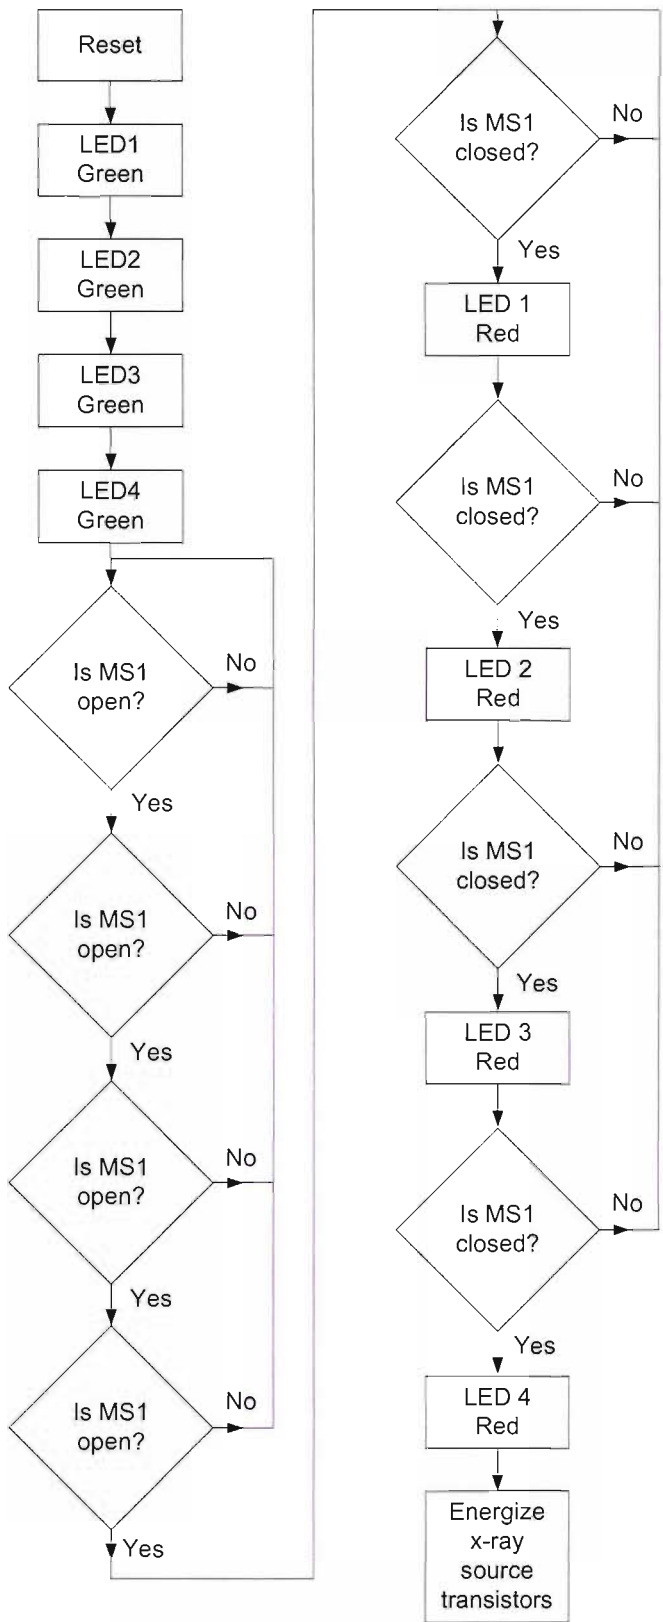 Reset
LED1
Green
LED2
Green
LED3
Green
LED4
Green
Is MS1
open?
No
Yes
Is MS1
open?
No
Yes
Is MS1
open?
No
Yes
Is MS1
open?
No
Yes
Is MS1
closed?
No
Yes
LED 1
Red
Is MS1
closed?
No
Yes
LED 2
Red
Is MS1
closed?
No
Yes
LED 3
Red
Is MS1
closed?
No
Yes
LED 4
Red
Energize
x-ray
source
transistors